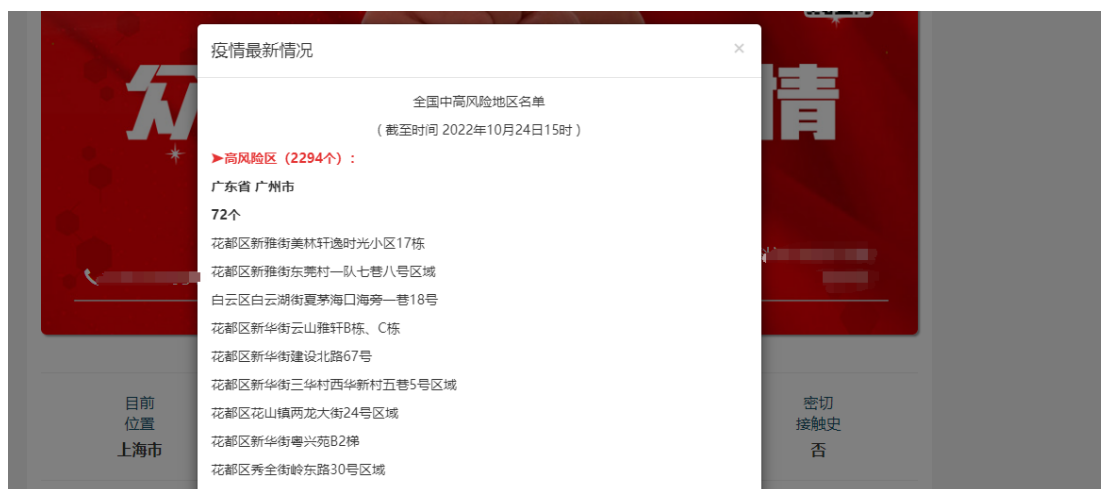 疫情最新情况
×
全国中高风险地区名单
( 截至时间 2022年10月24日15时 )
➤高风险区（2294个）：
广东省 广州市
72个
花都区新雅街美林轩逸时光小区17栋
花都区新雅街东莞村一队七巷八号区域
白云区白云湖街夏茅海口海旁一巷18号
花都区新华街云山雅轩B栋、C栋
花都区新华街建设北路67号
花都区新华街三华村西华新村五巷5号区域
花都区花山镇两龙大街24号区域
花都区新华街粤兴苑B2梯
花都区秀全街岭东路30号区域
众
情
目前
位置
上海市
密切
接触史
否